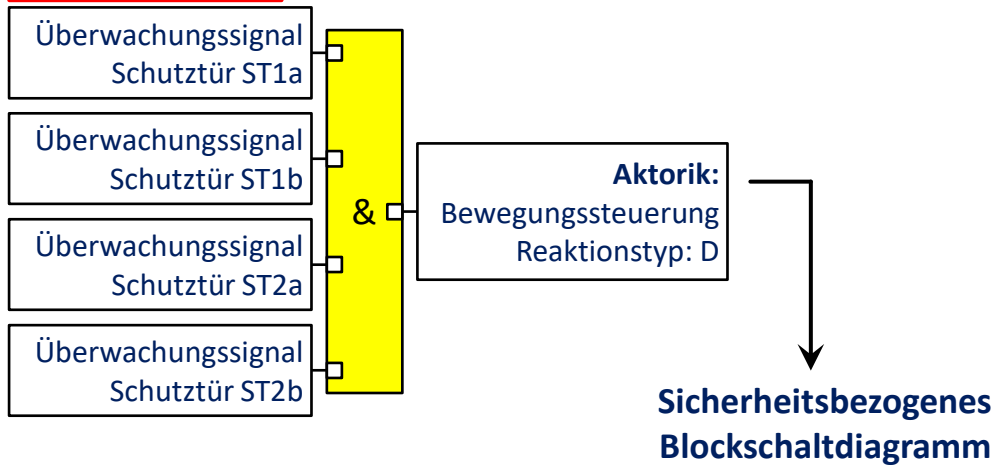 Überwachungssignal
Schutztür ST1a
Überwachungssignal
Schutztür ST1b
Überwachungssignal
Schutztür ST2a
Überwachungssignal
Schutztür ST2b
&
Aktorik:
Bewegungssteuerung
Reaktionstyp: D
Sicherheitsbezogenes
Blockschaltdiagramm